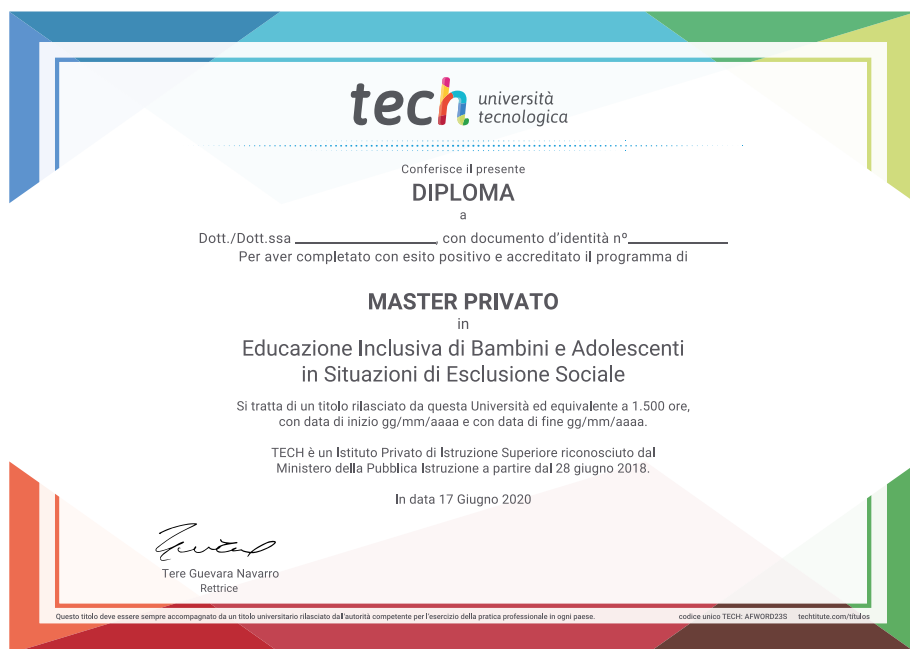 tech università
tecnologica
Conferisce il presente
DIPLOMA
a
Dott./Dott.ssa _________________, con documento d'identità nº____________
Per aver completato con esito positivo e accreditato il programma di
MASTER PRIVATO
in
Educazione Inclusiva di Bambini e Adolescenti
in Situazioni di Esclusione Sociale
Si tratta di un titolo rilasciato da questa Università ed equivalente a 1.500 ore,
con data di inizio gg/mm/aaaa e con data di fine gg/mm/aaaa.
TECH è un Istituto Privato di Istruzione Superiore riconosciuto dal
Ministero della Pubblica Istruzione a partire dal 28 giugno 2018.
In data 17 Giugno 2020
Tere Guevara Navarro
Rettrice
Questo titolo deve essere sempre accompagnato da un titolo universitario rilasciato dall'autorità competente per l'esercizio della pratica professionale in ogni paese. codice unico TECH: AFWORD23S techtitute.com/titulos